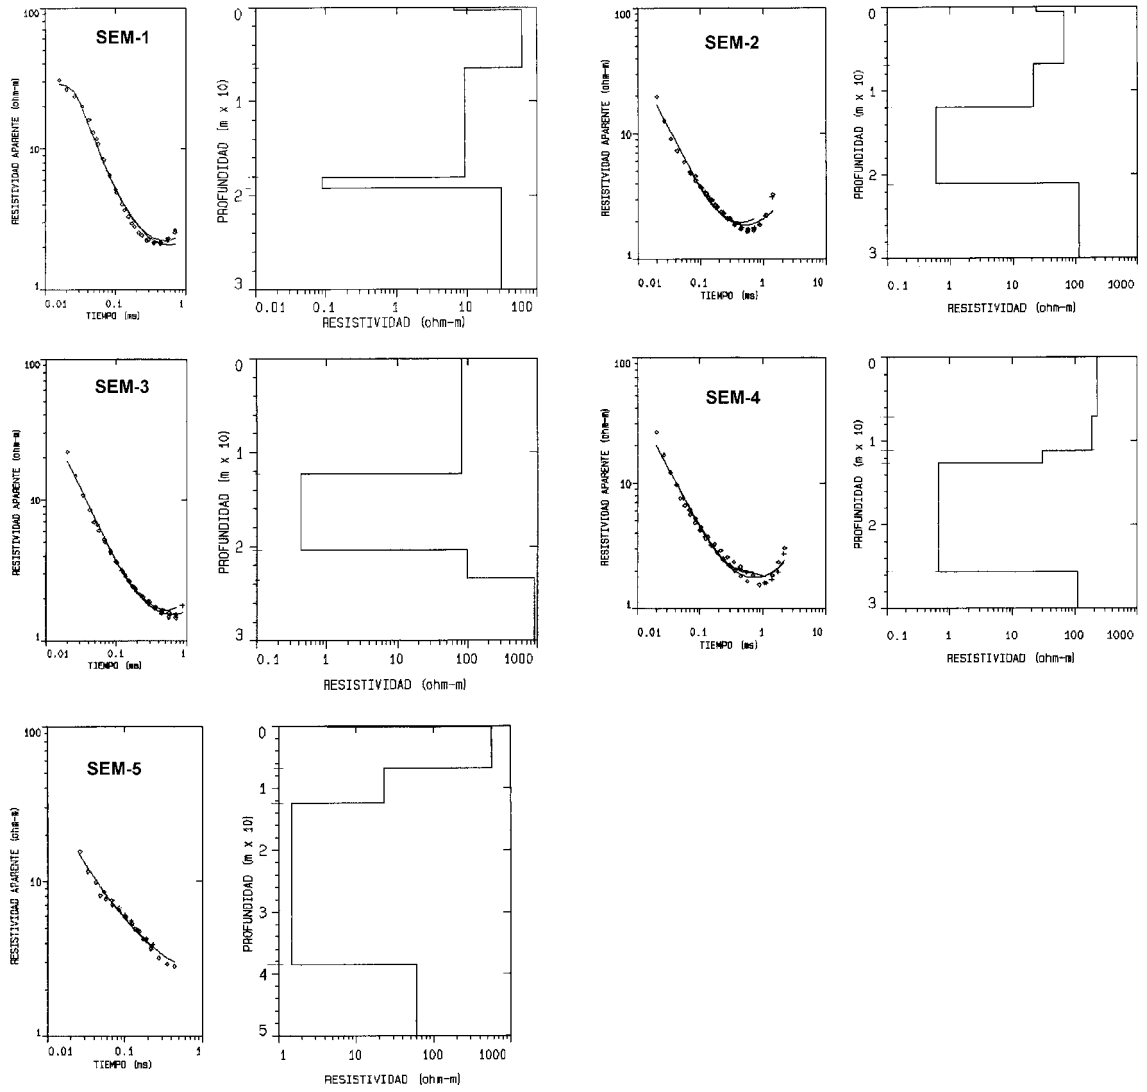 SEM-1
RESISTIVIDAD APARENTE (ohm-m)
100
10
1
0.01 0.1 1
TIEMPO (ms)
PROFUNDIDAD (m x 10)
0
1
2
3
0.1 1 10 100
RESISTIVIDAD (ohm-m)
SEM-2
RESISTIVIDAD APARENTE (ohm-m)
100
10
1
0.01 0.1 1 10
TIEMPO (ms)
PROFUNDIDAD (m x 10)
0
1
2
3
0.1 1 10 100 1000
RESISTIVIDAD (ohm-m)
SEM-3
RESISTIVIDAD APARENTE (ohm-m)
100
10
1
0.01 0.1 1
TIEMPO (ms)
PROFUNDIDAD (m x 10)
0
1
2
3
0.1 1 10 100 1000
RESISTIVIDAD (ohm-m)
SEM-4
RESISTIVIDAD APARENTE (ohm-m)
100
10
1
0.01 0.1 1 10
TIEMPO (ms)
PROFUNDIDAD (m x 10)
0
1
2
3
0.1 1 10 100 1000
RESISTIVIDAD (ohm-m)
SEM-5
RESISTIVIDAD APARENTE (ohm-m)
100
10
1
0.01 0.1 1
TIEMPO (ms)
PROFUNDIDAD (m x 10)
0
1
2
3
4
5
1 10 100 1000
RESISTIVIDAD (ohm-m)